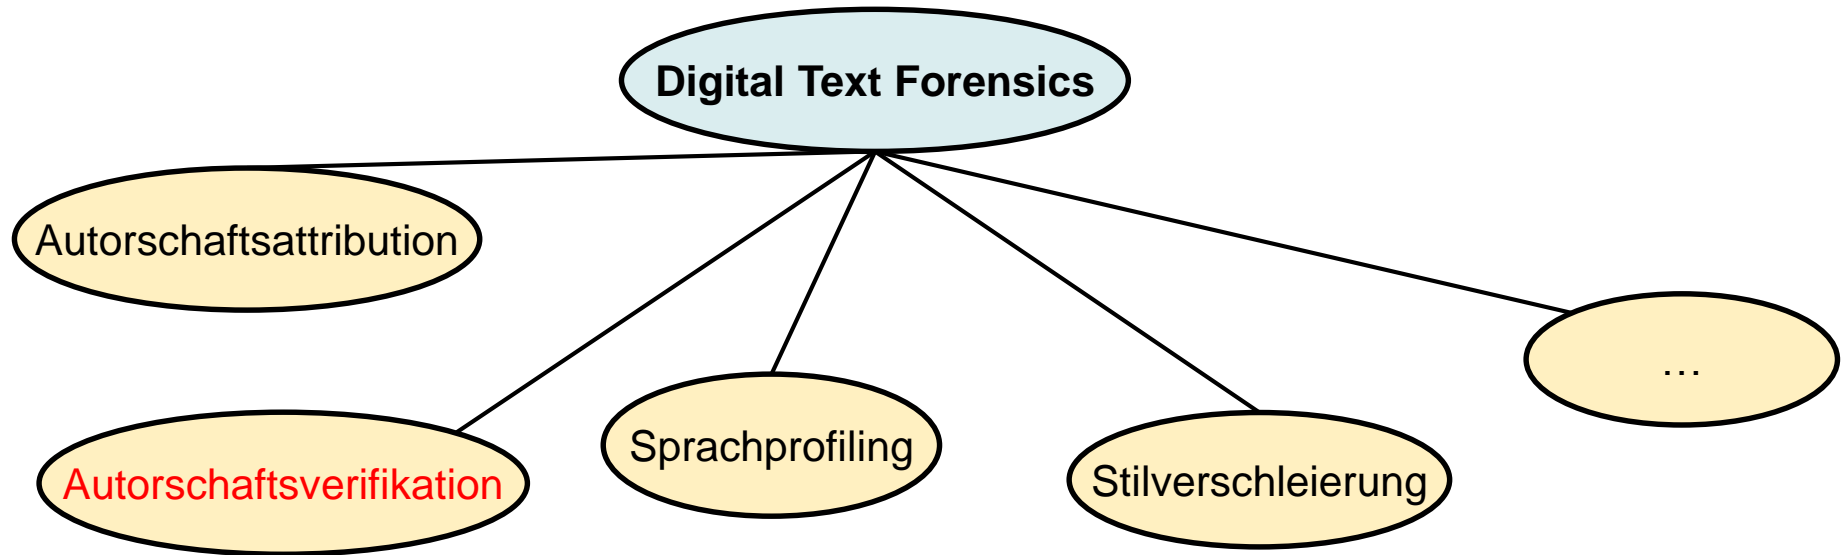 Digital Text Forensics
Autorschaftsattribution
...
Sprachprofiling
Stilverschleierung
Autorschaftsverifikation